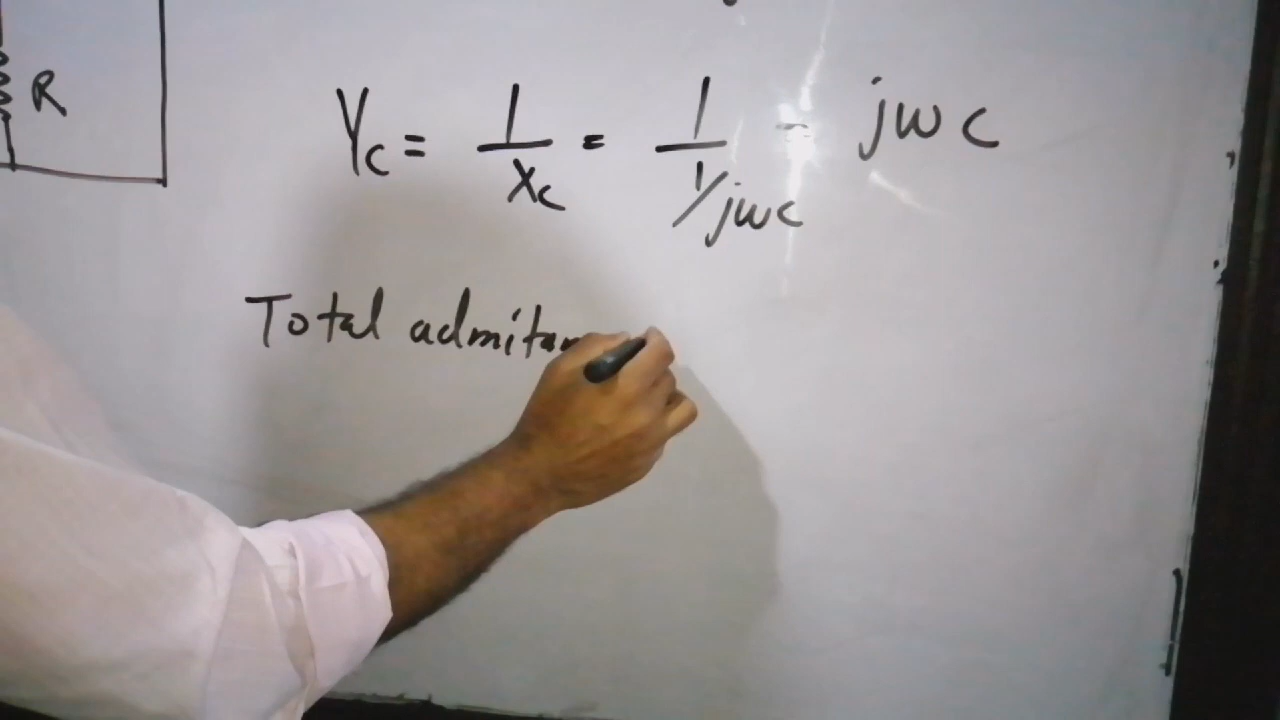 R
Yc = 1/Xc = 1/1/jwc = jwc
Total admitan